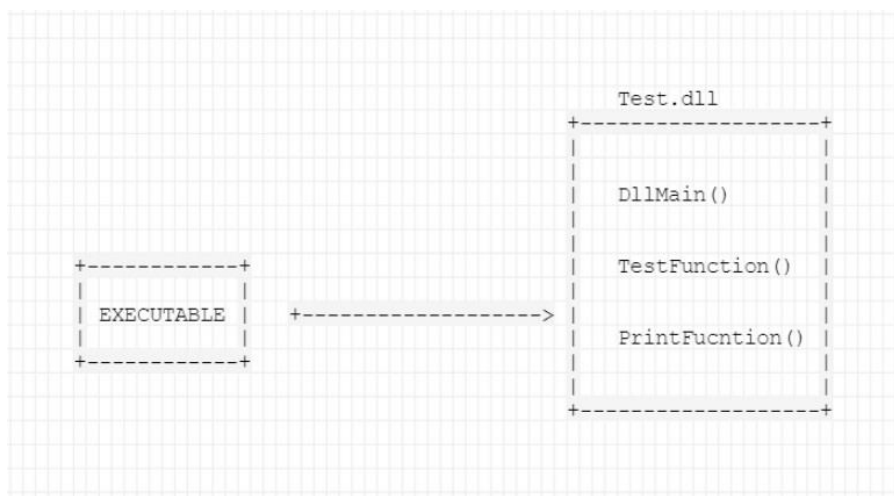 Test.dll
DllMain()
TestFunction()
EXECUTABLE
PrintFucntion()